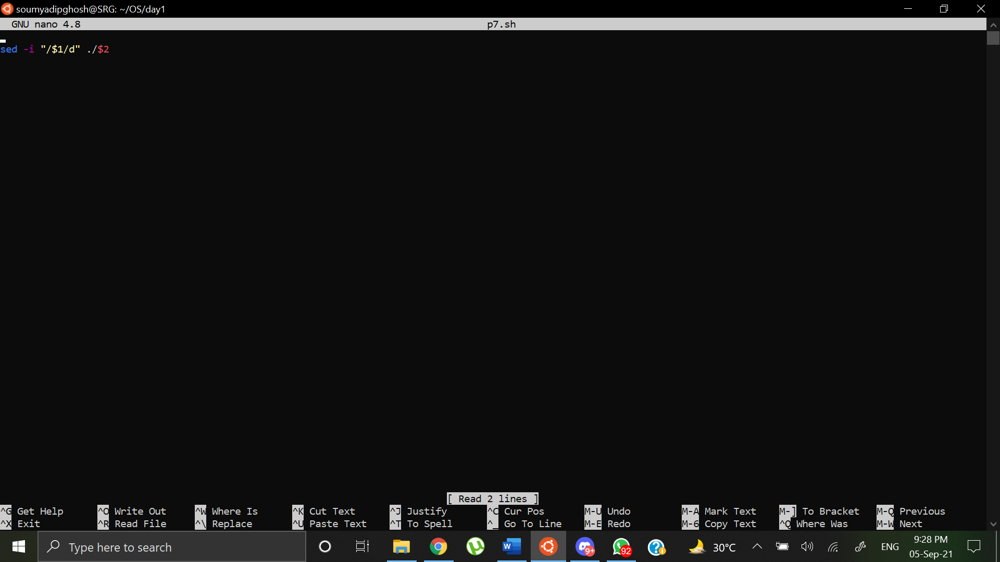 soumyadipghosh@SRG: ~/OS/day1
GNU nano 4.8 p7.sh
sed -i "/$1/d" ./$2
[ Read 2 lines ]
^G Get Help ^O Write Out ^W Where Is ^K Cut Text ^J Justify ^C Cur Pos M-U Undo M-A Mark Text M-] To Bracket M-Q Previous
^X Exit ^R Read File ^\ Replace ^U Paste Text ^T To Spell ^_ Go To Line M-E Redo M-6 Copy Text ^Q Where Was M-W Next
Type here to search W 9+ 92 30°C ENG 9:28 PM
05-Sep-21